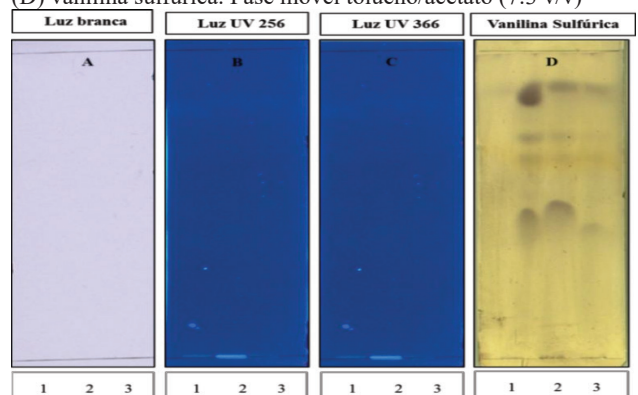 (D) vanilina sulfúrica. Fase móvel tolueno/acetato (7:3 v/v)
Luz branca Luz UV 256 Luz UV 366 Vanilina Sulfúrica
A B C D
1 2 3 1 2 3 1 2 3 1 2 3